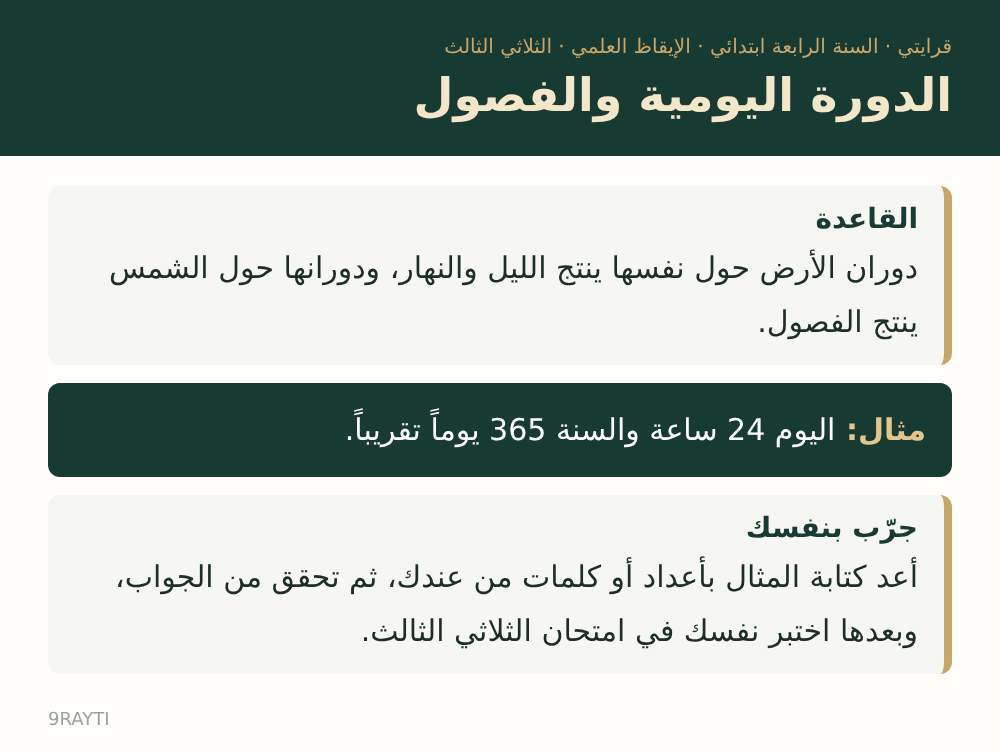 قرايتي · السنة الرابعة ابتدائي · الإيقاظ العلمي · الثلاثي الثالث
الدورة اليومية والفصول
القاعدة
دوران الأرض حول نفسها ينتج الليل والنهار، ودورانها حول الشمس
ينتج الفصول.
مثال: اليوم 24 ساعة والسنة 365 يوماً تقريباً.
جرّب بنفسك
أعد كتابة المثال بأعداد أو كلمات من عندك، ثم تحقق من الجواب،
وبعدها اختبر نفسك في امتحان الثلاثي الثالث.
9RAYTI